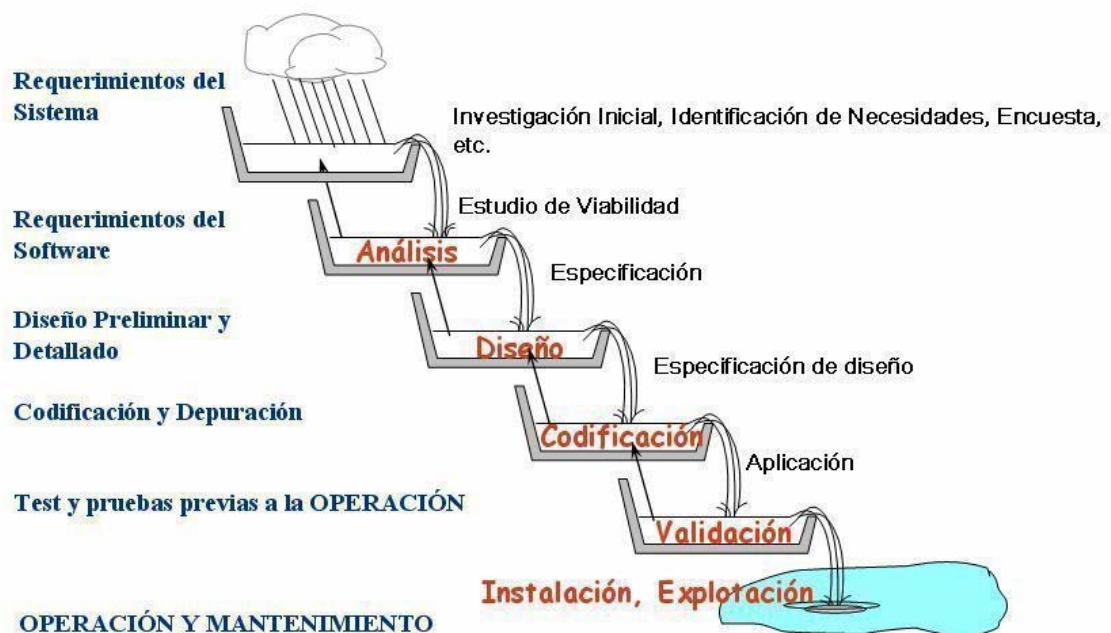 Requerimientos del
Sistema
Investigación Inicial, Identificación de Necesidades, Encuesta,
etc.
Estudio de Viabilidad
Requerimientos del
Software
Análisis
Especificación
Diseño Preliminar y
Detallado
Diseño
Especificación de diseño
Codificación y Depuración
Codificación
Aplicación
Test y pruebas previas a la OPERACIÓN
Validación
Instalación, Explotación
OPERACIÓN Y MANTENIMIENTO